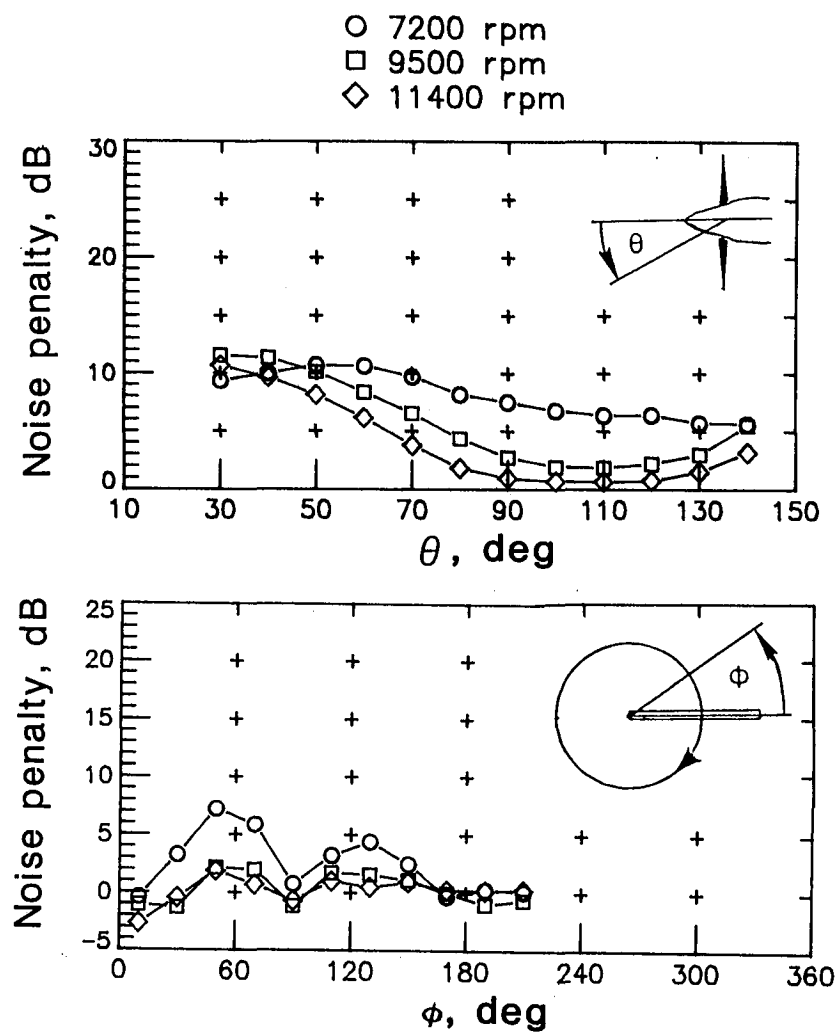 7200 rpm
9500 rpm
11400 rpm
Noise penalty, dB
30
20
10
0
10 30 50 70 90 110 130 150
θ
θ, deg
Noise penalty, dB
25
20
15
10
5
0
-5
0 60 120 180 240 300 360
Φ
ϕ, deg